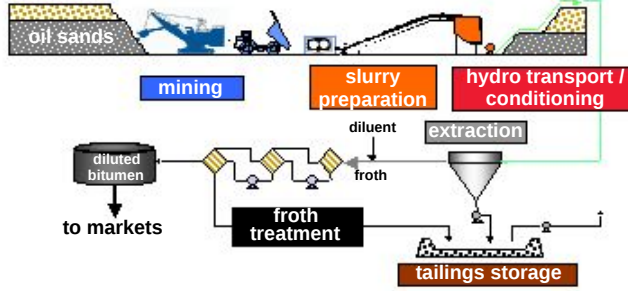 oil sands
mining
slurry
preparation
hydro transport /
conditioning
diluent
extraction
froth
diluted
bitumen
to markets
froth
treatment
tailings storage